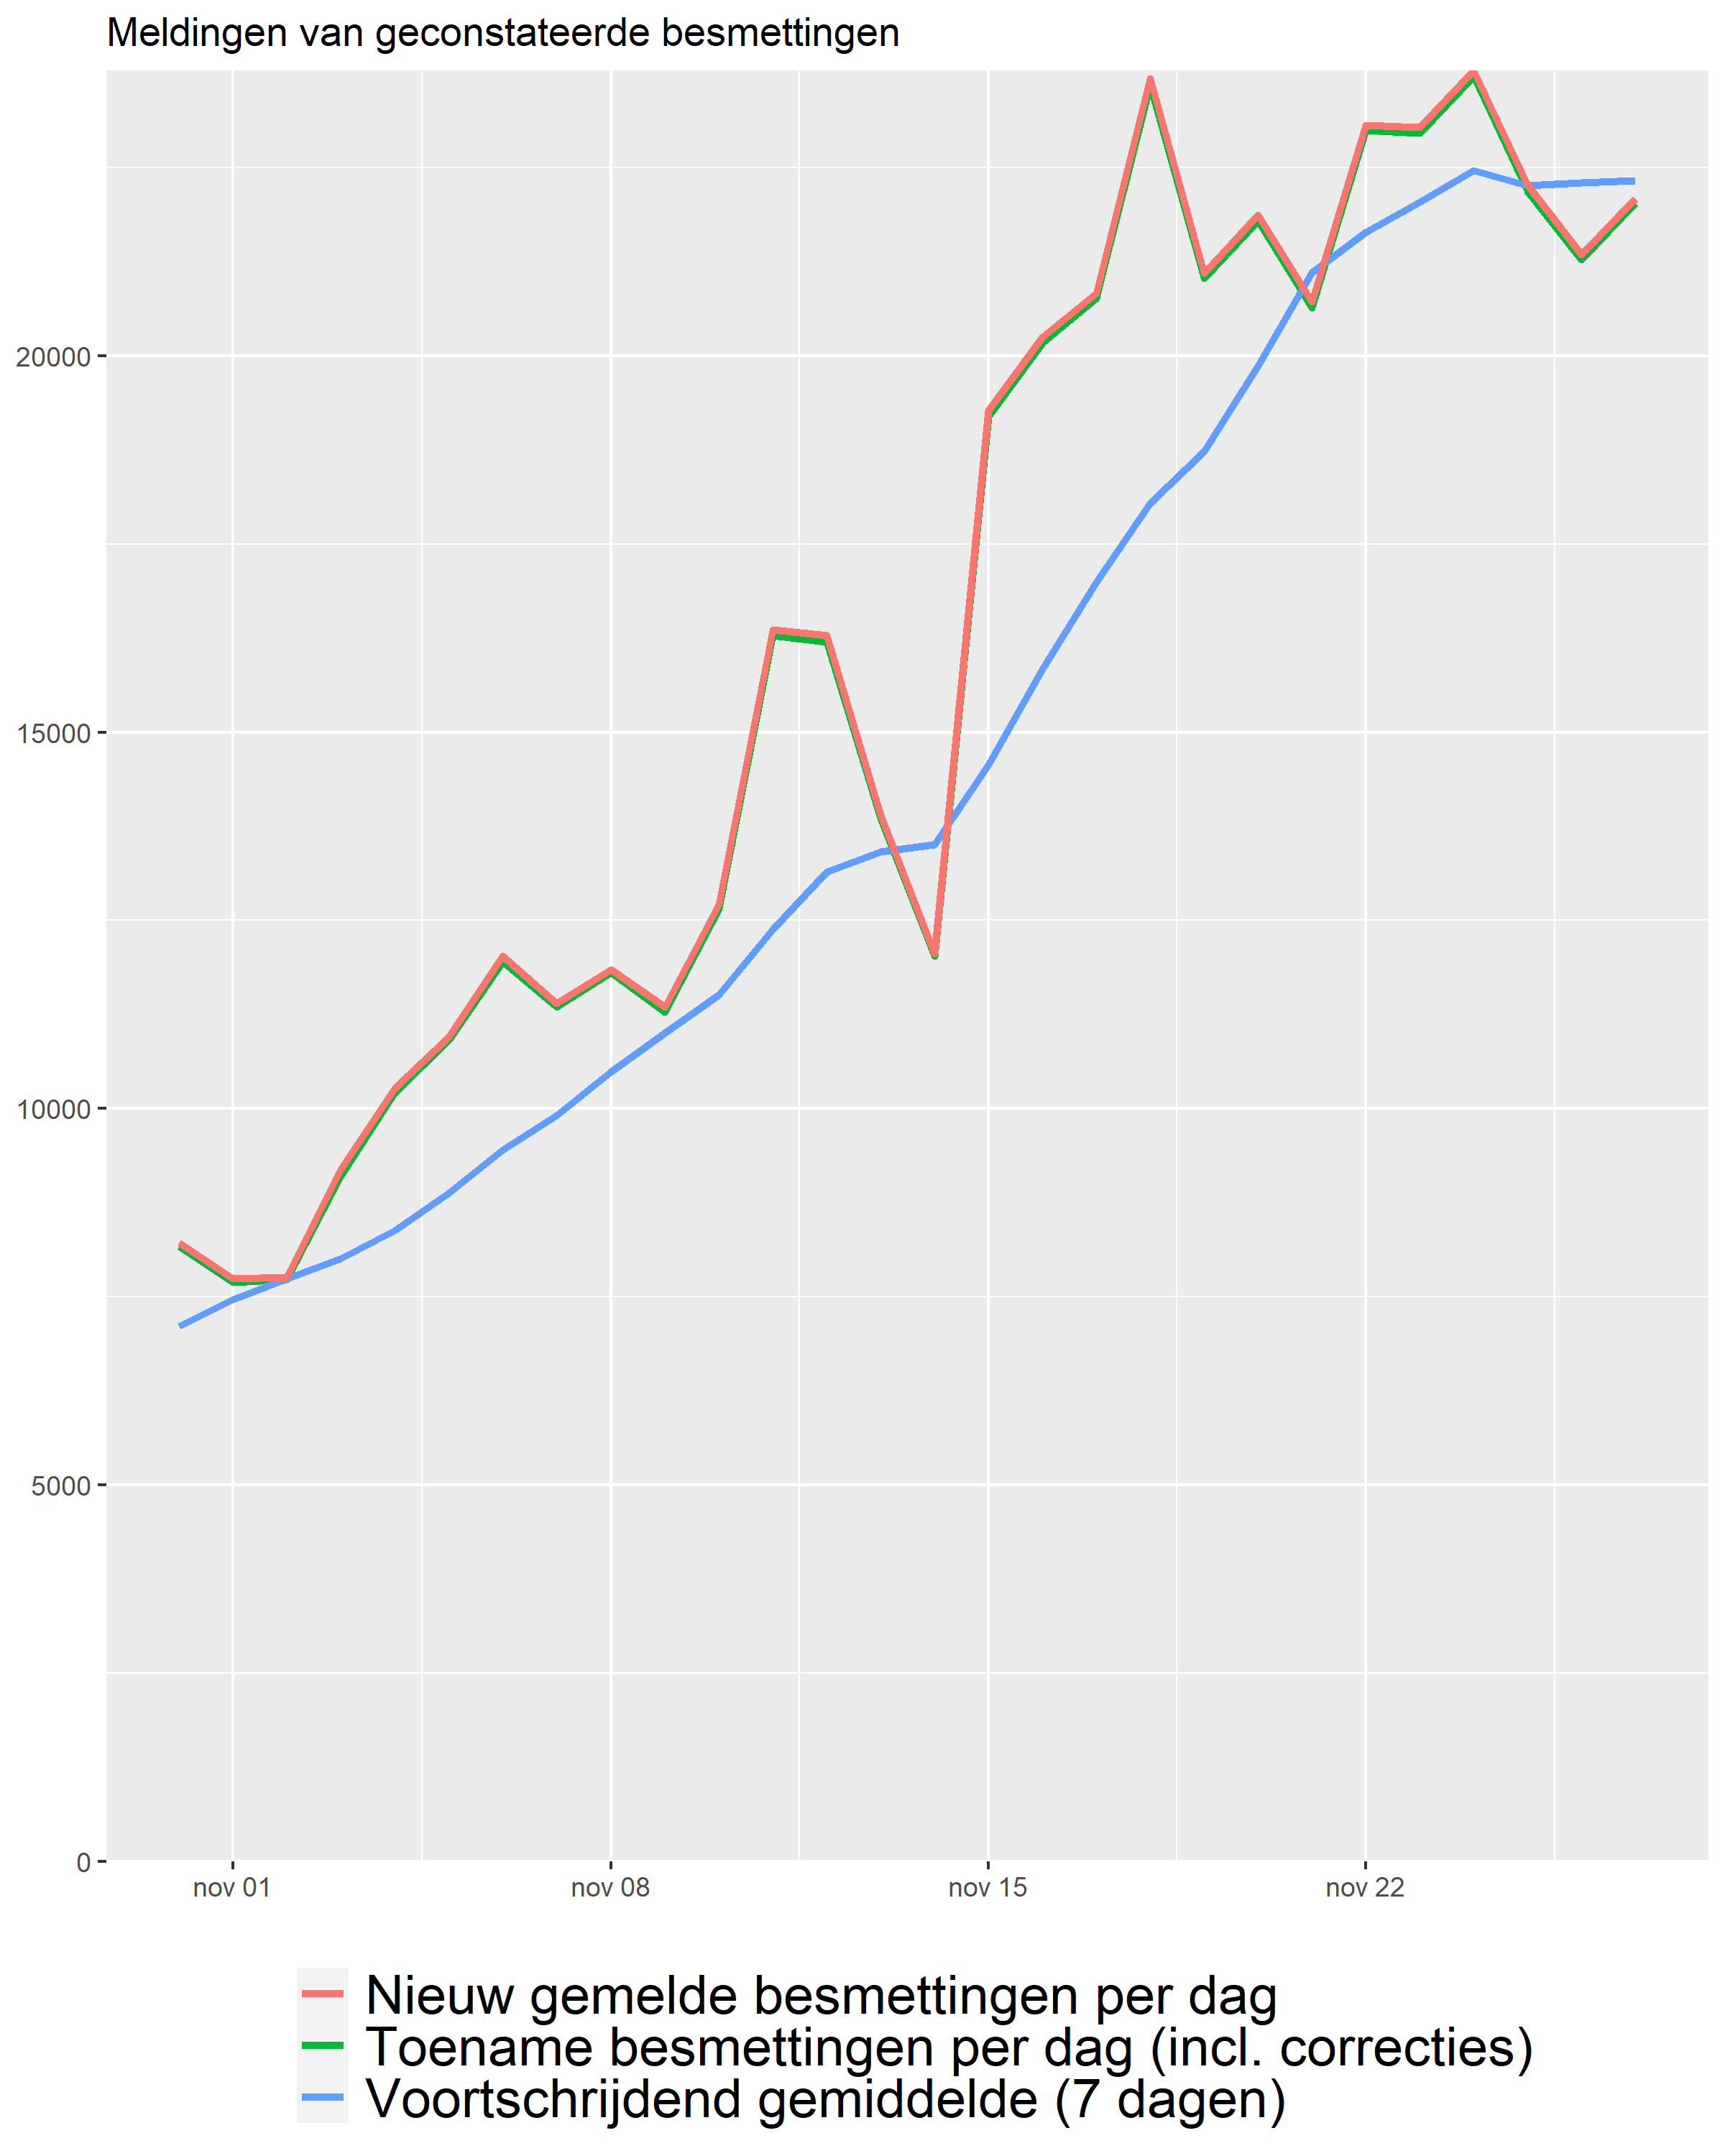 Meldingen van geconstateerde besmettingen
20000
15000
10000
5000
0
nov 01
nov 08
nov 15
nov 22
Nieuw gemelde besmettingen per dag
Toename besmettingen per dag (incl. correcties)
Voortschrijdend gemiddelde (7 dagen)